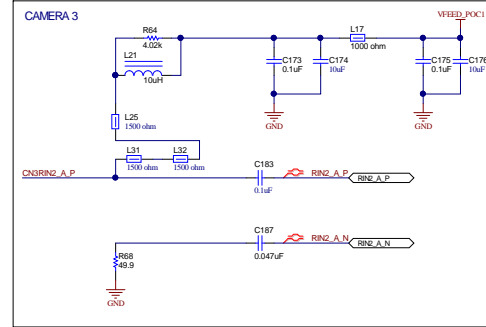 CAMERA 3
VFEED_POC1
R64
4.02k
L17
1000 ohm
L21
10uH
C173
0.1uF
C174
10uF
C175
0.1uF
C176
10uF
GND
GND
L25
1500 ohm
L31
1500 ohm
L32
1500 ohm
CN3RIN2_A_P
C183
0.1uF
RIN2_A_P
RIN2_A_P
C187
0.047uF
RIN2_A_N
RIN2_A_N
R68
49.9
GND